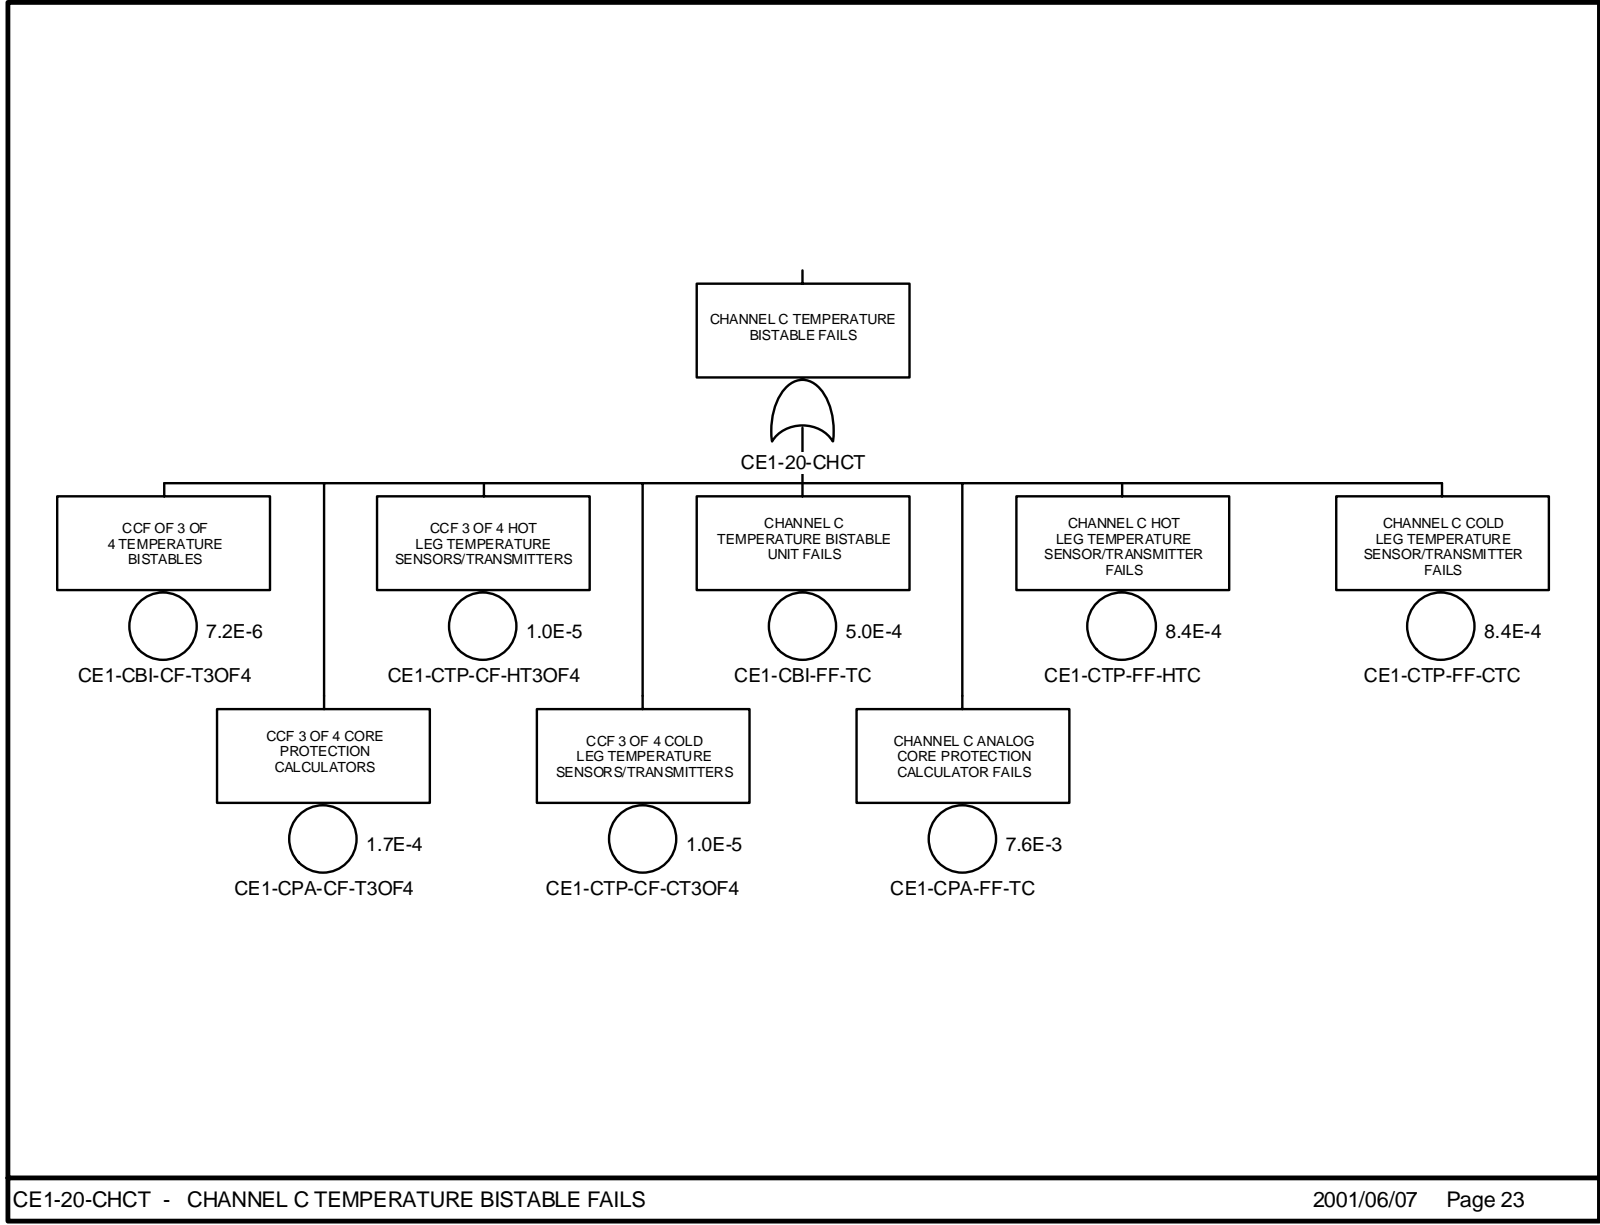 CHANNEL C TEMPERATURE
BISTABLE FAILS
CE1-20-CHCT
CCF OF 3 OF
4 TEMPERATURE
BISTABLES
7.2E-6
CE1-CBI-CF-T3OF4
CCF 3 OF 4 HOT
LEG TEMPERATURE
SENSORS/TRANSMITTERS
1.0E-5
CE1-CTP-CF-HT3OF4
CHANNEL C
TEMPERATURE BISTABLE
UNIT FAILS
5.0E-4
CE1-CBI-FF-TC
CHANNEL C HOT
LEG TEMPERATURE
SENSOR/TRANSMITTER
FAILS
8.4E-4
CE1-CTP-FF-HTC
CHANNEL C COLD
LEG TEMPERATURE
SENSOR/TRANSMITTER
FAILS
8.4E-4
CE1-CTP-FF-CTC
CCF 3 OF 4 CORE
PROTECTION
CALCULATORS
1.7E-4
CE1-CPA-CF-T3OF4
CCF 3 OF 4 COLD
LEG TEMPERATURE
SENSORS/TRANSMITTERS
1.0E-5
CE1-CTP-CF-CT3OF4
CHANNEL C ANALOG
CORE PROTECTION
CALCULATOR FAILS
7.6E-3
CE1-CPA-FF-TC
CE1-20-CHCT - CHANNEL C TEMPERATURE BISTABLE FAILS
2001/06/07 Page 23